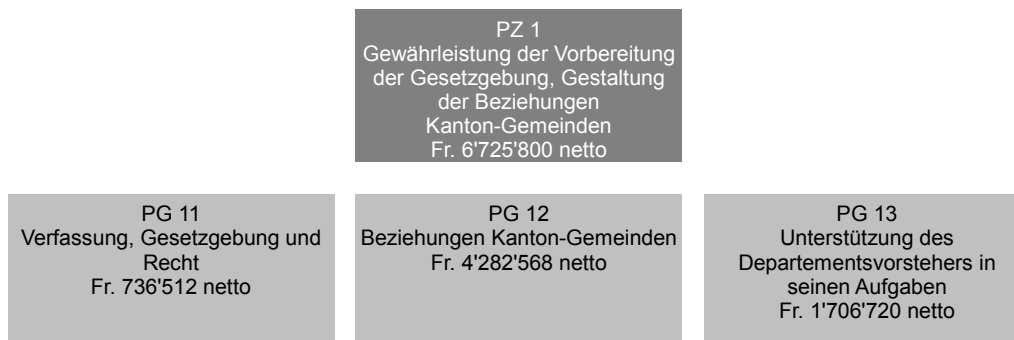 PZ 1
Gewährleistung der Vorbereitung
der Gesetzgebung, Gestaltung
der Beziehungen
Kanton-Gemeinden
Fr. 6'725'800 netto
PG 11
Verfassung, Gesetzgebung und
Recht
Fr. 736'512 netto
PG 12
Beziehungen Kanton-Gemeinden
Fr. 4'282'568 netto
PG 13
Unterstützung des
Departementsvorstehers in
seinen Aufgaben
Fr. 1'706'720 netto